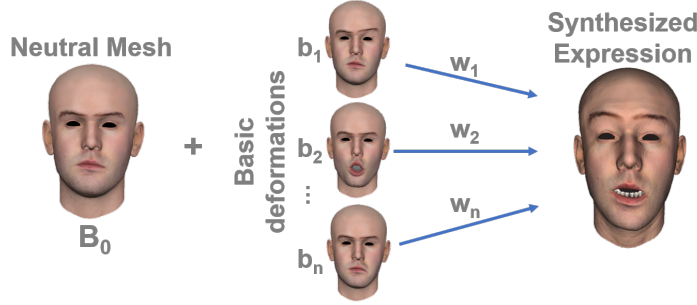 Neutral Mesh
B₀
+
Basic
deformations
b₁
b₂
...
bₙ
w₁
w₂
wₙ
Synthesized
Expression